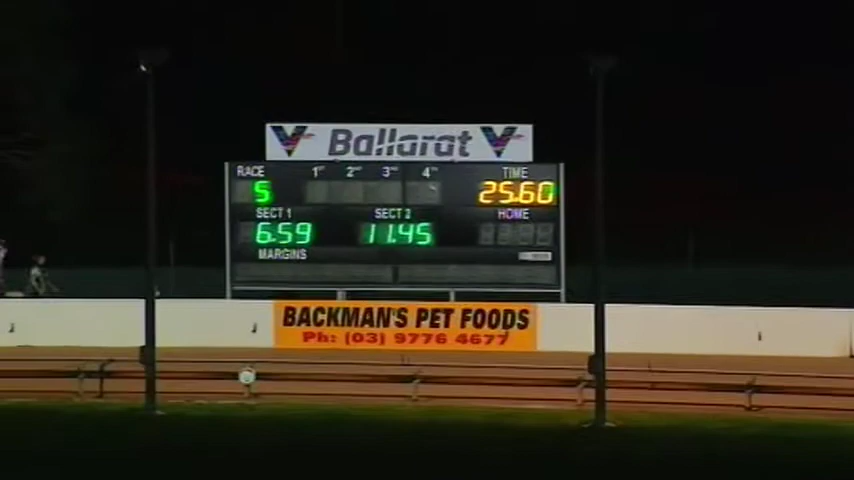 Ballarat
RACE 1ST 2ND 3RD 4TH TIME
5 25.60
SECT 1 SECT 2 HOME
6.59 11.45
MARGINS
BACKMAN'S PET FOODS
Ph: (03) 9776 4677